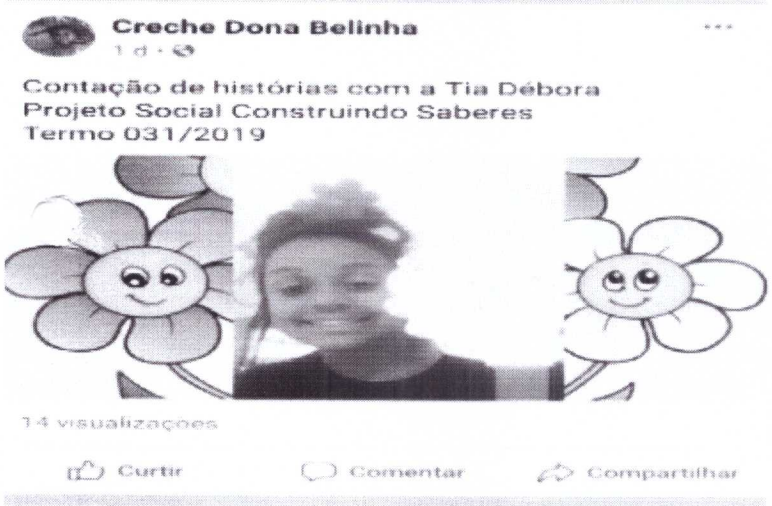 Creche Dona Belinha
1 d
Contação de histórias com a Tia Débora
Projeto Social Construindo Saberes
Termo 031/2019
14 visualizações
Curtir
Comentar
Compartilhar